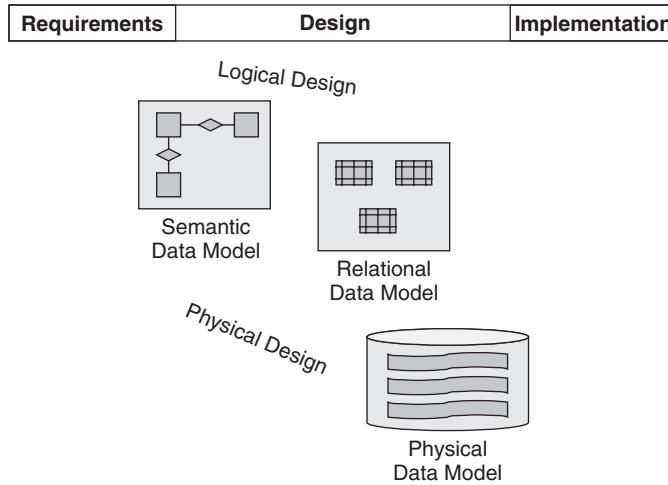 Requirements
Design
Implementation
Logical Design
Semantic
Data Model
Relational
Data Model
Physical Design
Physical
Data Model